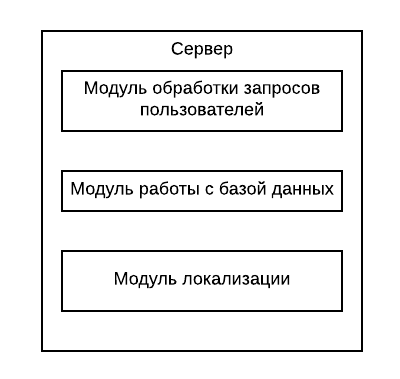 Сервер
Модуль обработки запросов
пользователей
Модуль работы с базой данных
Модуль локализации